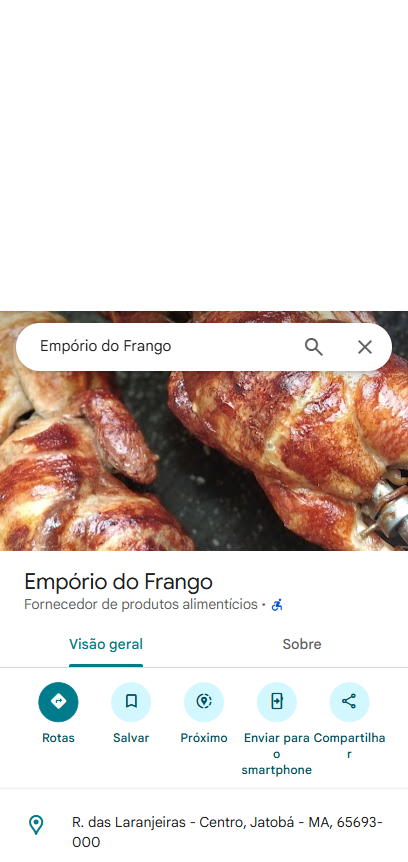 Empório do Frango
Empório do Frango
Fornecedor de produtos alimentícios ·
Visão geral
Sobre
Rotas
Salvar
Próximo
Enviar para
o
smartphone
Compartilha
r
R. das Laranjeiras - Centro, Jatobá - MA, 65693-
000